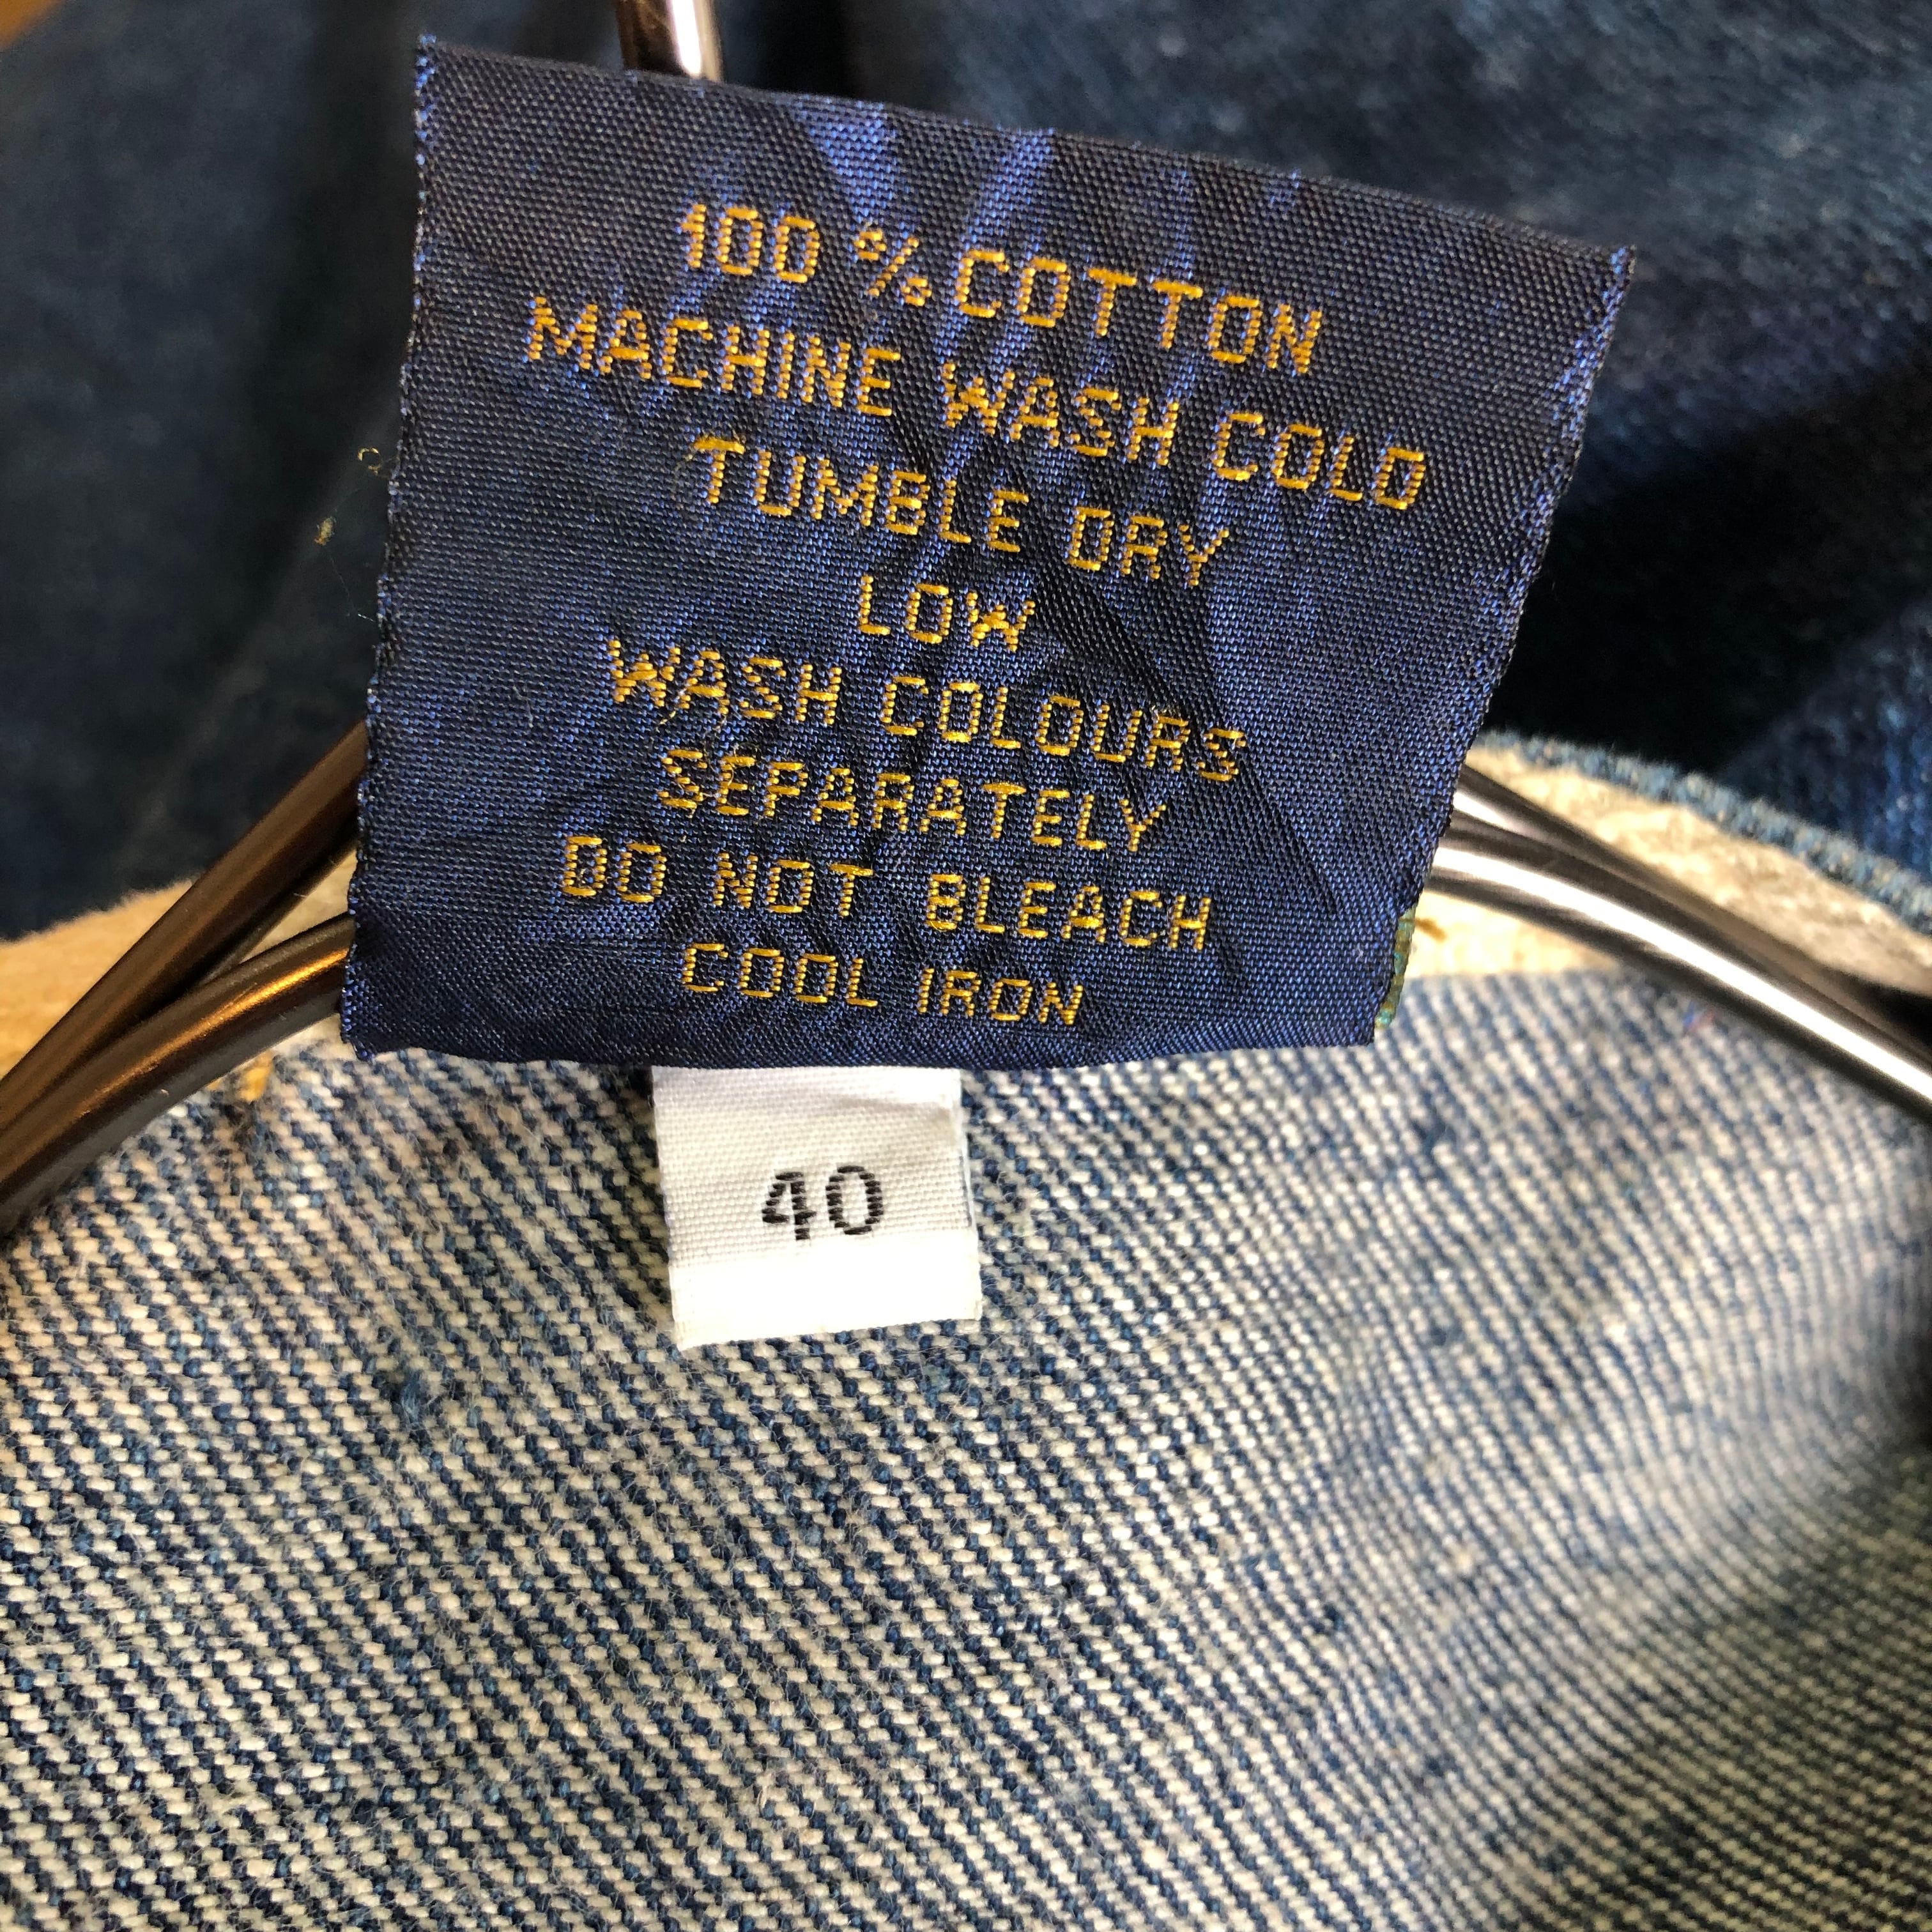 100 % COTTON
MACHINE WASH COLD
TUMBLE DRY
LOW
WASH COLOURS
SEPARATELY
DO NOT BLEACH
COOL IRON
40